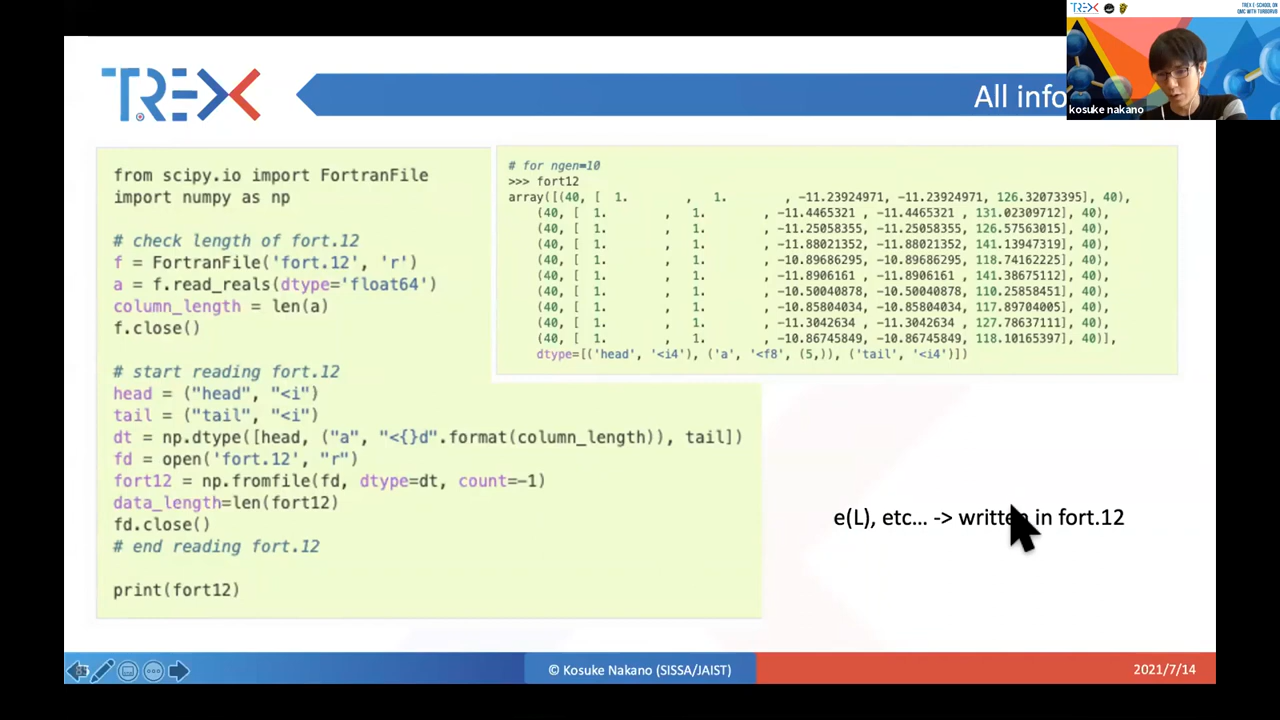 TREX
All info
TREX
TREX E-SCHOOL ON
QMC WITH TURBORVB
kosuke nakano
from scipy.io import FortranFile
import numpy as np
# check length of fort.12
f = FortranFile('fort.12', 'r')
a = f.read_reals(dtype='float64')
column_length = len(a)
f.close()
# start reading fort.12
head = ("head", "<i")
tail = ("tail", "<i")
dt = np.dtype([head, ("a", "<{}d".format(column_length)), tail])
fd = open('fort.12', "r")
fort12 = np.fromfile(fd, dtype=dt, count=-1)
data_length=len(fort12)
fd.close()
# end reading fort.12
print(fort12)
# for ngen=10
>>> fort12
array([(40, [ 1. , 1. , -11.23924971, -11.23924971, 126.32073395], 40),
(40, [ 1. , 1. , -11.4465321 , -11.4465321 , 131.02309712], 40),
(40, [ 1. , 1. , -11.25058355, -11.25058355, 126.57563015], 40),
(40, [ 1. , 1. , -11.88021352, -11.88021352, 141.13947319], 40),
(40, [ 1. , 1. , -10.89686295, -10.89686295, 118.74162225], 40),
(40, [ 1. , 1. , -11.8906161 , -11.8906161 , 141.38675112], 40),
(40, [ 1. , 1. , -10.50040878, -10.50040878, 110.25858451], 40),
(40, [ 1. , 1. , -10.85804034, -10.85804034, 117.89704005], 40),
(40, [ 1. , 1. , -11.3042634 , -11.3042634 , 127.78637111], 40),
(40, [ 1. , 1. , -10.86745849, -10.86745849, 118.10165397], 40)],
dtype=[('head', '<i4'), ('a', '<f8', (5,)), ('tail', '<i4')])
e(L), etc... -> written in fort.12
© Kosuke Nakano (SISSA/JAIST)
2021/7/14